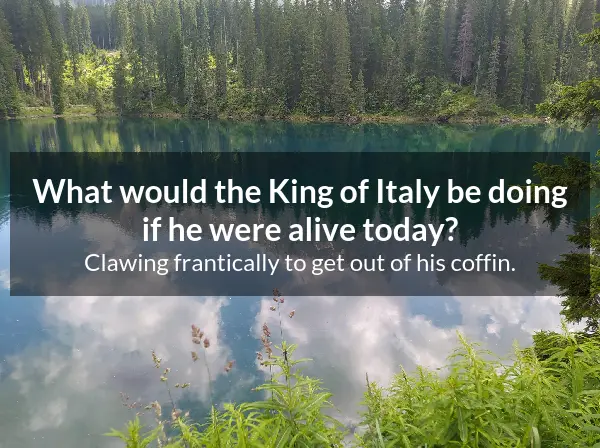 What would the King of Italy be doing
if he were alive today?
Clawing frantically to get out of his coffin.